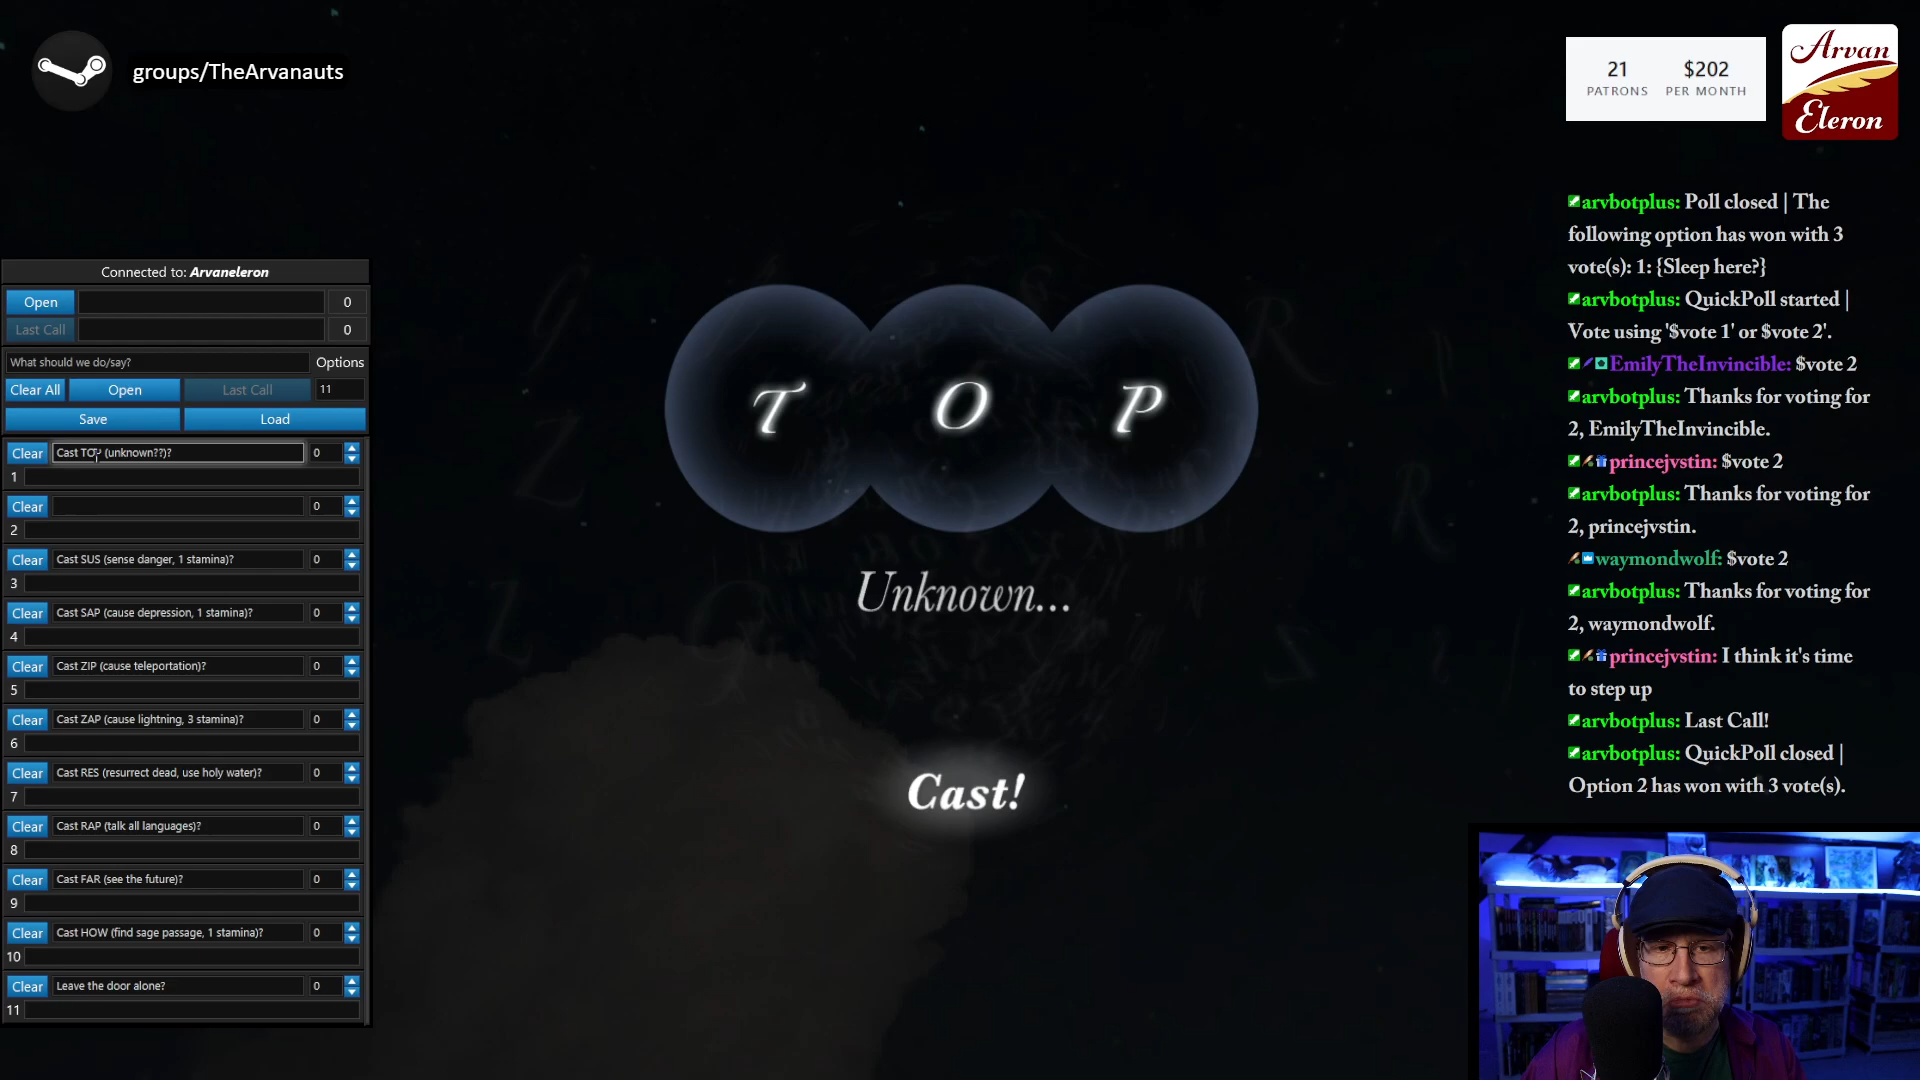 groups/TheArvanauts
21
PATRONS
$202
PER MONTH
Arvan
Eleron
Connected to: Arvaneleron
Open
0
Last Call
0
What should we do/say?
Options
Clear All
Open
Last Call
11
Save
Load
Clear
Cast TOP (unknown??)?
0
1
Clear
0
2
Clear
Cast SUS (sense danger, 1 stamina)?
0
3
Clear
Cast SAP (cause depression, 1 stamina)?
0
4
Clear
Cast ZIP (cause teleportation)?
0
5
Clear
Cast ZAP (cause lightning, 3 stamina)?
0
6
Clear
Cast RES (resurrect dead, use holy water)?
0
7
Clear
Cast RAP (talk all languages)?
0
8
Clear
Cast FAR (see the future)?
0
9
Clear
Cast HOW (find sage passage, 1 stamina)?
0
10
Clear
Leave the door alone?
0
11
T O P
Unknown...
Cast!
arvbotplus: Poll closed | The
following option has won with 3
vote(s): 1: {Sleep here?}
arvbotplus: QuickPoll started |
Vote using '$vote 1' or $vote 2'.
EmilyTheInvincible: $vote 2
arvbotplus: Thanks for voting for
2, EmilyTheInvincible.
princejvstin: $vote 2
arvbotplus: Thanks for voting for
2, princejvstin.
waymondwolf: $vote 2
arvbotplus: Thanks for voting for
2, waymondwolf.
princejvstin: I think it's time
to step up
arvbotplus: Last Call!
arvbotplus: QuickPoll closed |
Option 2 has won with 3 vote(s).